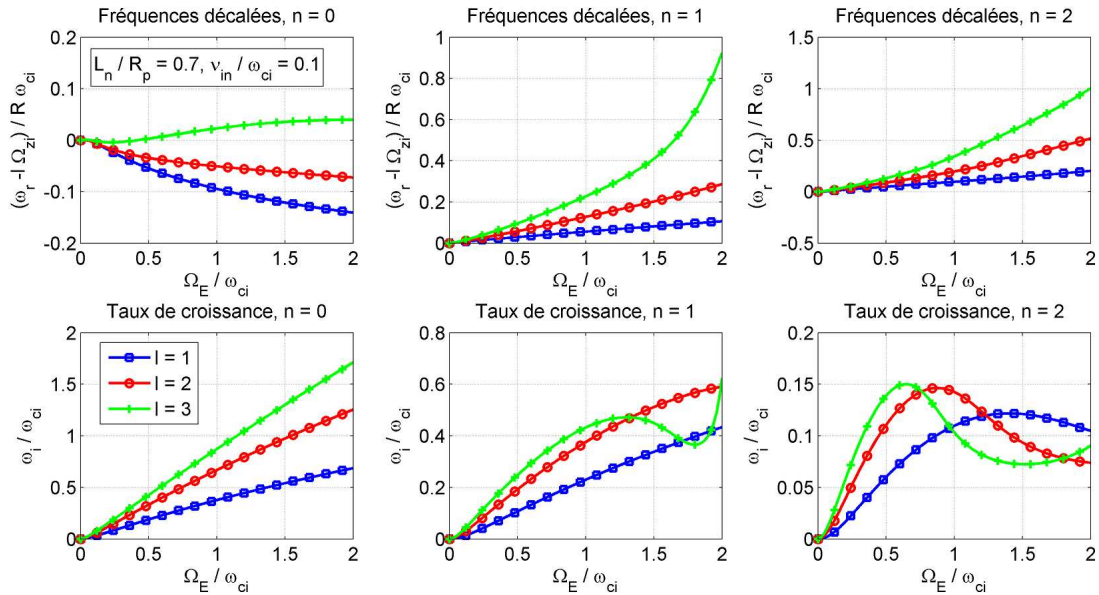 Fréquences décalées, n = 0
Fréquences décalées, n = 1
Fréquences décalées, n = 2
(ω_r -l Ω_zi) / R ω_ci
0.2
0.1
0
-0.1
-0.2
L_n / R_p = 0.7, ν_in / ω_ci = 0.1
0 0.5 1 1.5 2
Ω_E / ω_ci
(ω_r -l Ω_zi) / R ω_ci
1
0.8
0.6
0.4
0.2
0
0 0.5 1 1.5 2
Ω_E / ω_ci
(ω_r -l Ω_zi) / R ω_ci
1.5
1
0.5
0
-0.5
0 0.5 1 1.5 2
Ω_E / ω_ci
Taux de croissance, n = 0
Taux de croissance, n = 1
Taux de croissance, n = 2
ω_i / ω_ci
2
1.5
1
0.5
0
l = 1
l = 2
l = 3
0 0.5 1 1.5 2
Ω_E / ω_ci
ω_i / ω_ci
0.8
0.6
0.4
0.2
0
0 0.5 1 1.5 2
Ω_E / ω_ci
ω_i / ω_ci
0.2
0.15
0.1
0.05
0
0 0.5 1 1.5 2
Ω_E / ω_ci